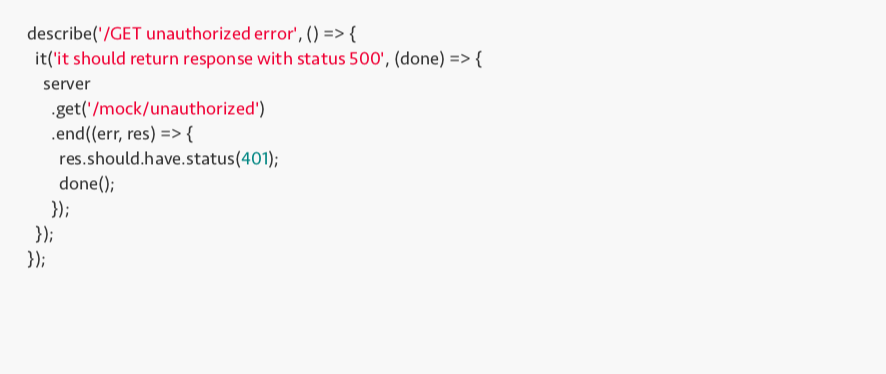 describe('/GET unauthorized error', () => {
it('it should return response with status 500', (done) => {
server
.get('/mock/unauthorized')
.end((err, res) => {
res.should.have.status(401);
done();
});
});
});